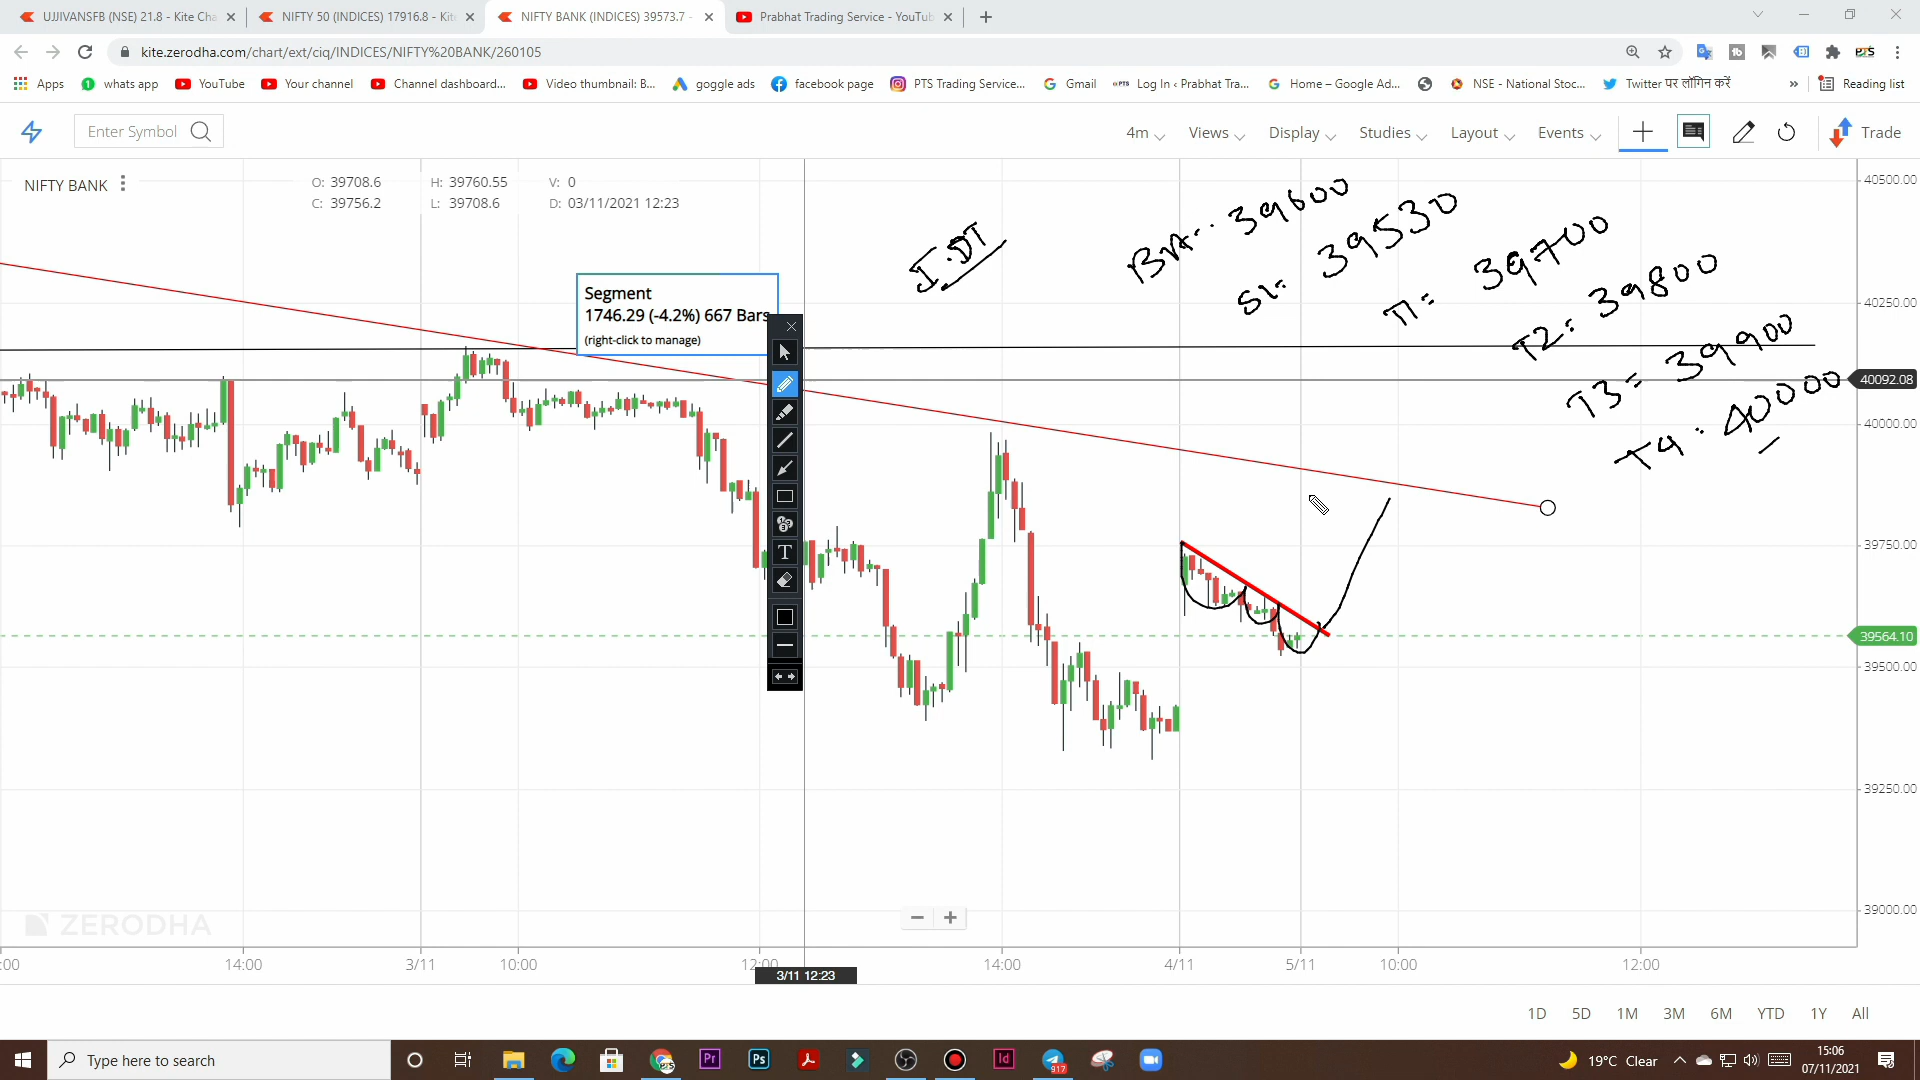 UJJIVANSFB (NSE) 21.8 - Kite Cha
NIFTY 50 (INDICES) 17916.8 - Kit
NIFTY BANK (INDICES) 39573.7 -
Prabhat Trading Service - YouTub
kite.zerodha.com/chart/ext/ciq/INDICES/NIFTY%20BANK/260105
Apps whats app YouTube Your channel Channel dashboard... Video thumbnail: B... goggle ads facebook page PTS Trading Service... Gmail Log In ‹ Prabhat Tra... Home – Google Ad... NSE - National Stoc... Twitter पर लॉगिन करें » Reading list
Enter Symbol 4m Views Display Studies Layout Events Trade
NIFTY BANK
O: 39708.6 H: 39760.55 V: 0
C: 39756.2 L: 39708.6 D: 03/11/2021 12:23
I.DT
39600
SL: 39530
T1: 39700
T2: 39800
T3= 39900
T4: 40000
Segment
1746.29 (-4.2%) 667 Bars
(right-click to manage)
T
40500.00
40250.00
40092.08
40000.00
39750.00
39564.10
39500.00
39250.00
39000.00
ZERODHA
:00 14:00 3/11 10:00 12:00 14:00 4/11 5/11 10:00 12:00
3/11 12:23
1D 5D 1M 3M 6M YTD 1Y All
Type here to search
Pr Ps Id 917
19°C Clear
15:06
07/11/2021